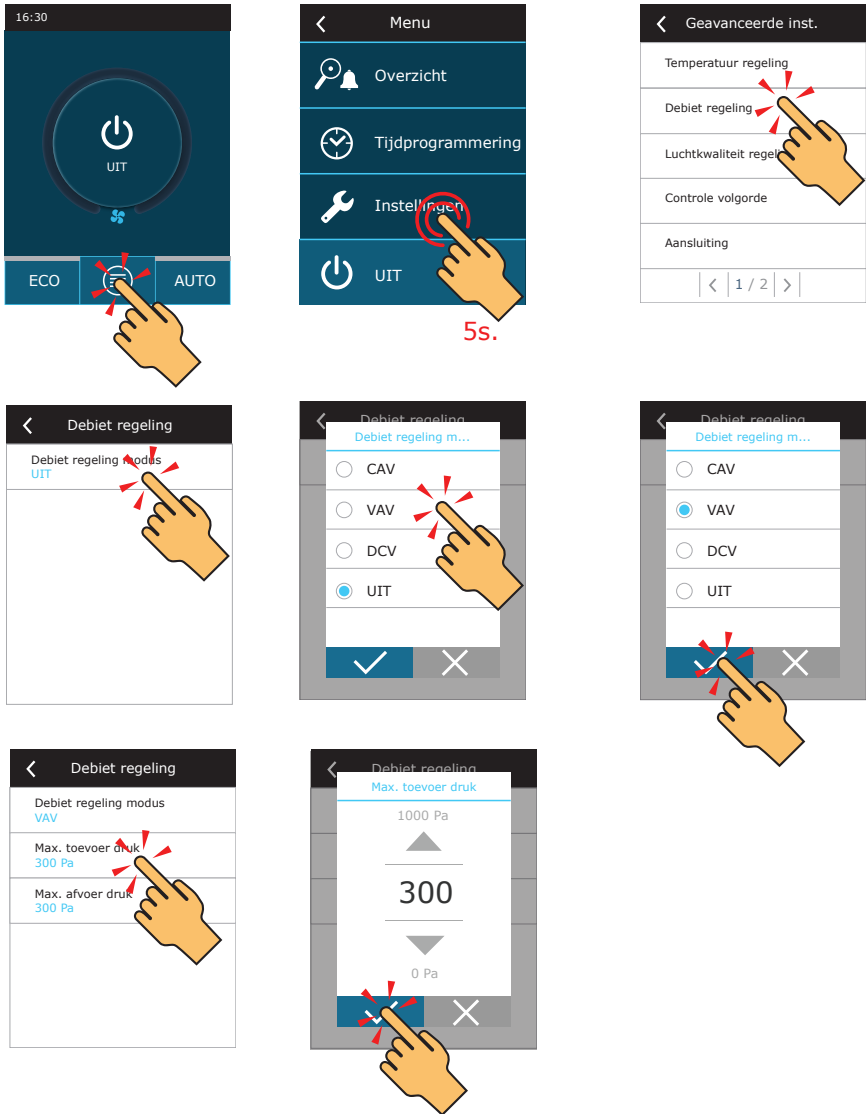 16:30
UIT
ECO
AUTO
Menu
Overzicht
Tijdprogrammering
Instellingen
UIT
5s.
Geavanceerde inst.
Temperatuur regeling
Debiet regeling
Luchtkwaliteit regeli
Controle volgorde
Aansluiting
1 / 2
Debiet regeling
Debiet regeling modus
UIT
Debiet regeling
Debiet regeling m...
CAV
VAV
DCV
UIT
Debiet regeling
Debiet regeling m...
CAV
VAV
DCV
UIT
Debiet regeling
Debiet regeling modus
VAV
Max. toevoer druk
300 Pa
Max. afvoer druk
300 Pa
Debiet regeling
Max. toevoer druk
1000 Pa
300
0 Pa